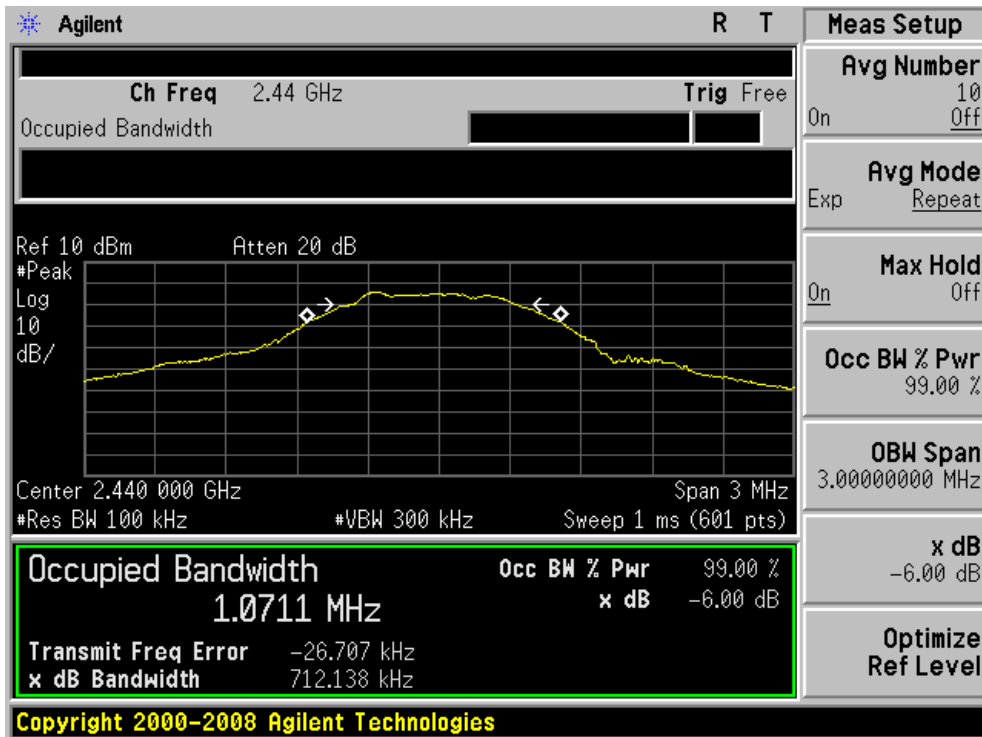 Agilent R T
Ch Freq 2.44 GHz Trig Free
Occupied Bandwidth
Ref 10 dBm Atten 20 dB
#Peak
Log
10
dB/
Center 2.440 000 GHz Span 3 MHz
#Res BW 100 kHz #VBW 300 kHz Sweep 1 ms (601 pts)
Occupied Bandwidth Occ BW % Pwr 99.00 %
1.0711 MHz x dB -6.00 dB
Transmit Freq Error -26.707 kHz
x dB Bandwidth 712.138 kHz
Copyright 2000-2008 Agilent Technologies
Meas Setup
Avg Number
10
On Off
Avg Mode
Exp Repeat
Max Hold
On Off
Occ BW % Pwr
99.00 %
OBW Span
3.00000000 MHz
x dB
-6.00 dB
Optimize
Ref Level